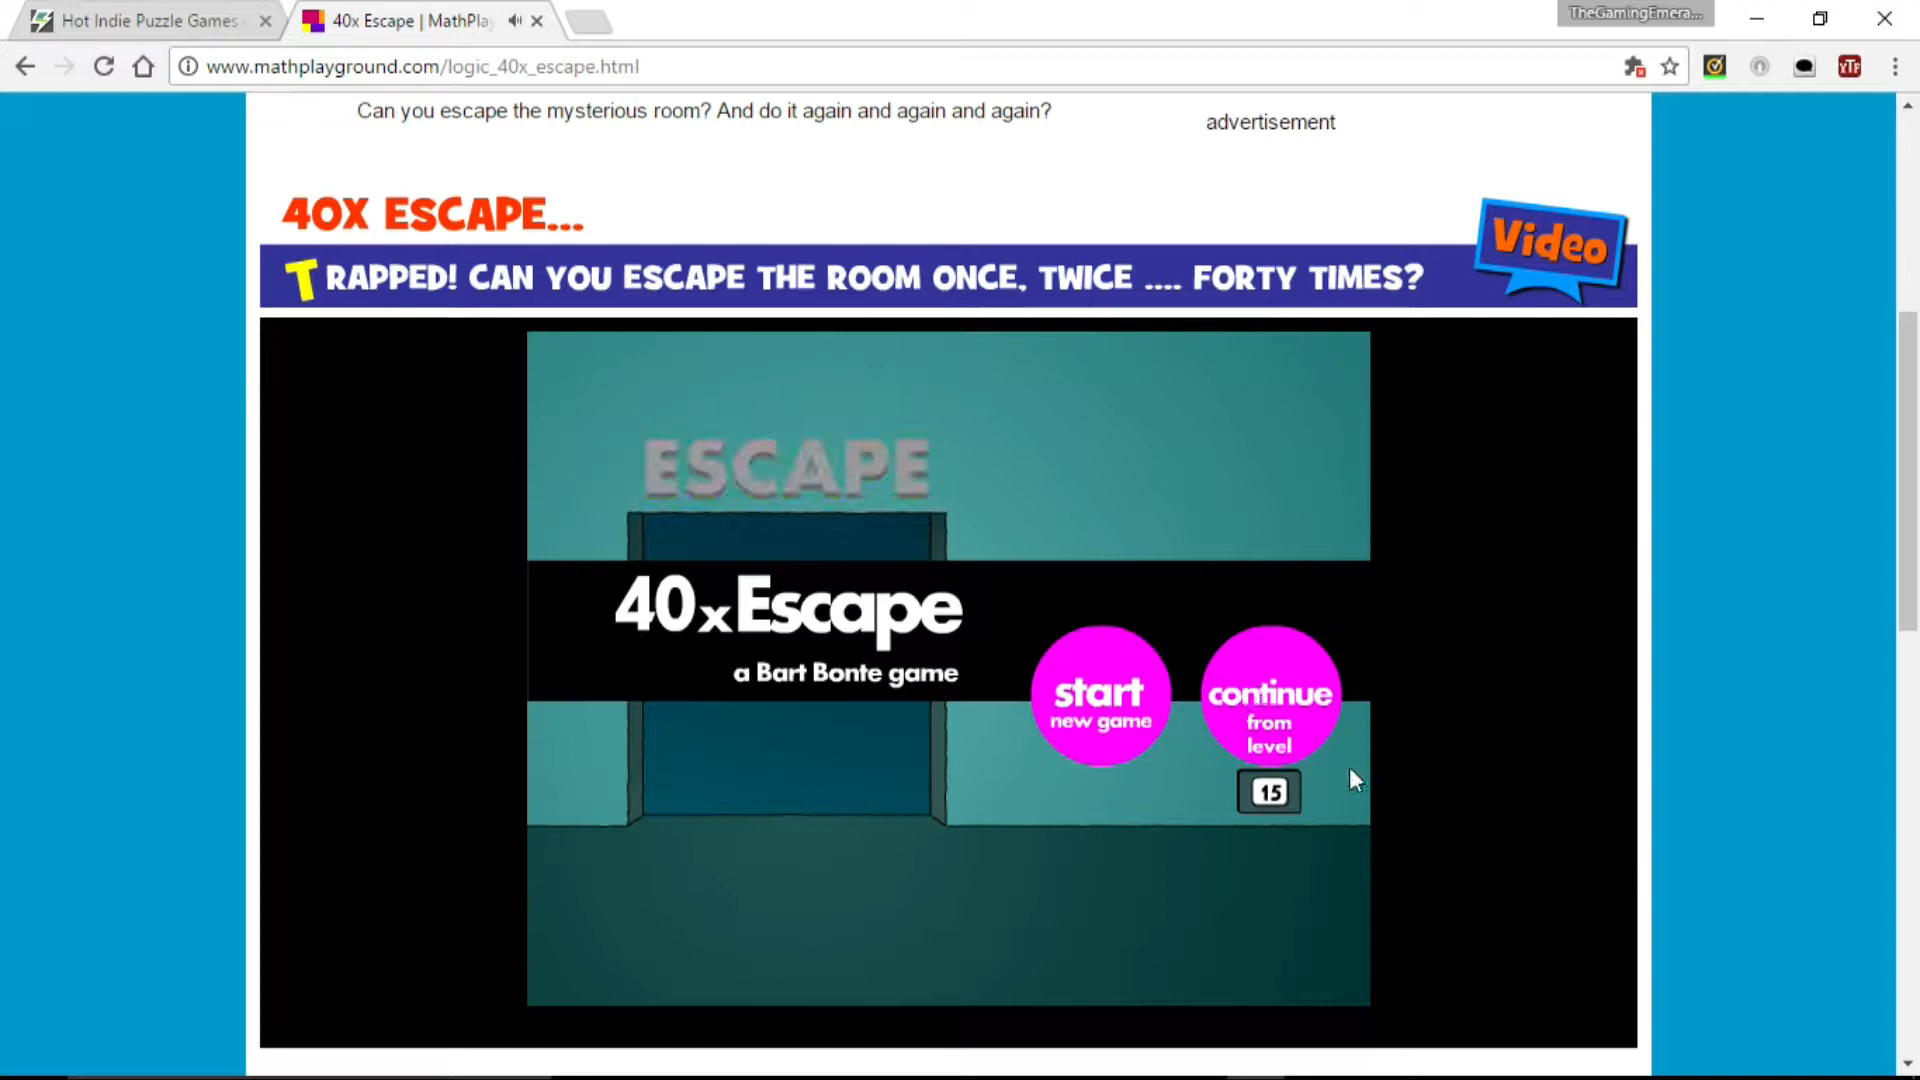 Hot Indie Puzzle Games
40x Escape | MathPlay
TheGamingEmera...
www.mathplayground.com/logic_40x_escape.html
YTF
Can you escape the mysterious room? And do it again and again and again?
advertisement
40X ESCAPE...
Video
TRAPPED! CAN YOU ESCAPE THE ROOM ONCE, TWICE .... FORTY TIMES?
ESCAPE
40xEscape
a Bart Bonte game
start
new game
continue
from
level
15